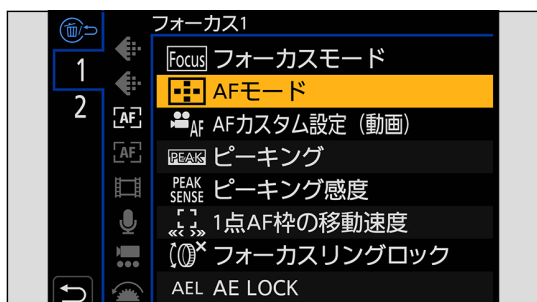 フォーカス1
1
2
Focus フォーカスモード
AFモード
AF AFカスタム設定（動画）
PEAK ピーキング
PEAK SENSE ピーキング感度
1点AF枠の移動速度
フォーカスリングロック
AEL AE LOCK
AF
AF